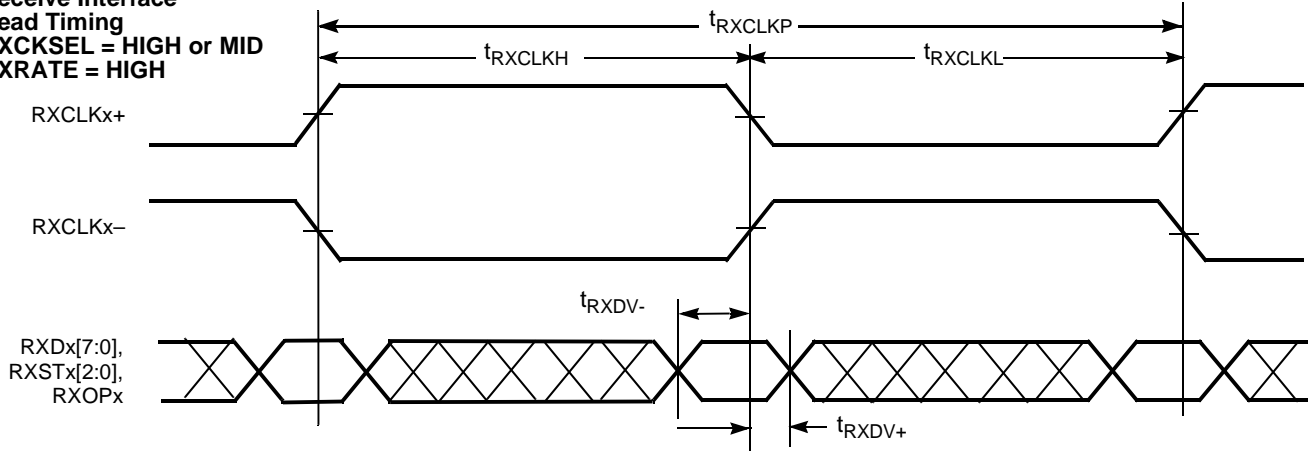 eceive Interface
ead Timing
XCKSEL = HIGH or MID
XRATE = HIGH
tRXCLKP
tRXCLKH
tRXCLKL
RXCLKx+
RXCLKx–
tRXDV-
RXDx[7:0],
RXSTx[2:0],
RXOPx
tRXDV+